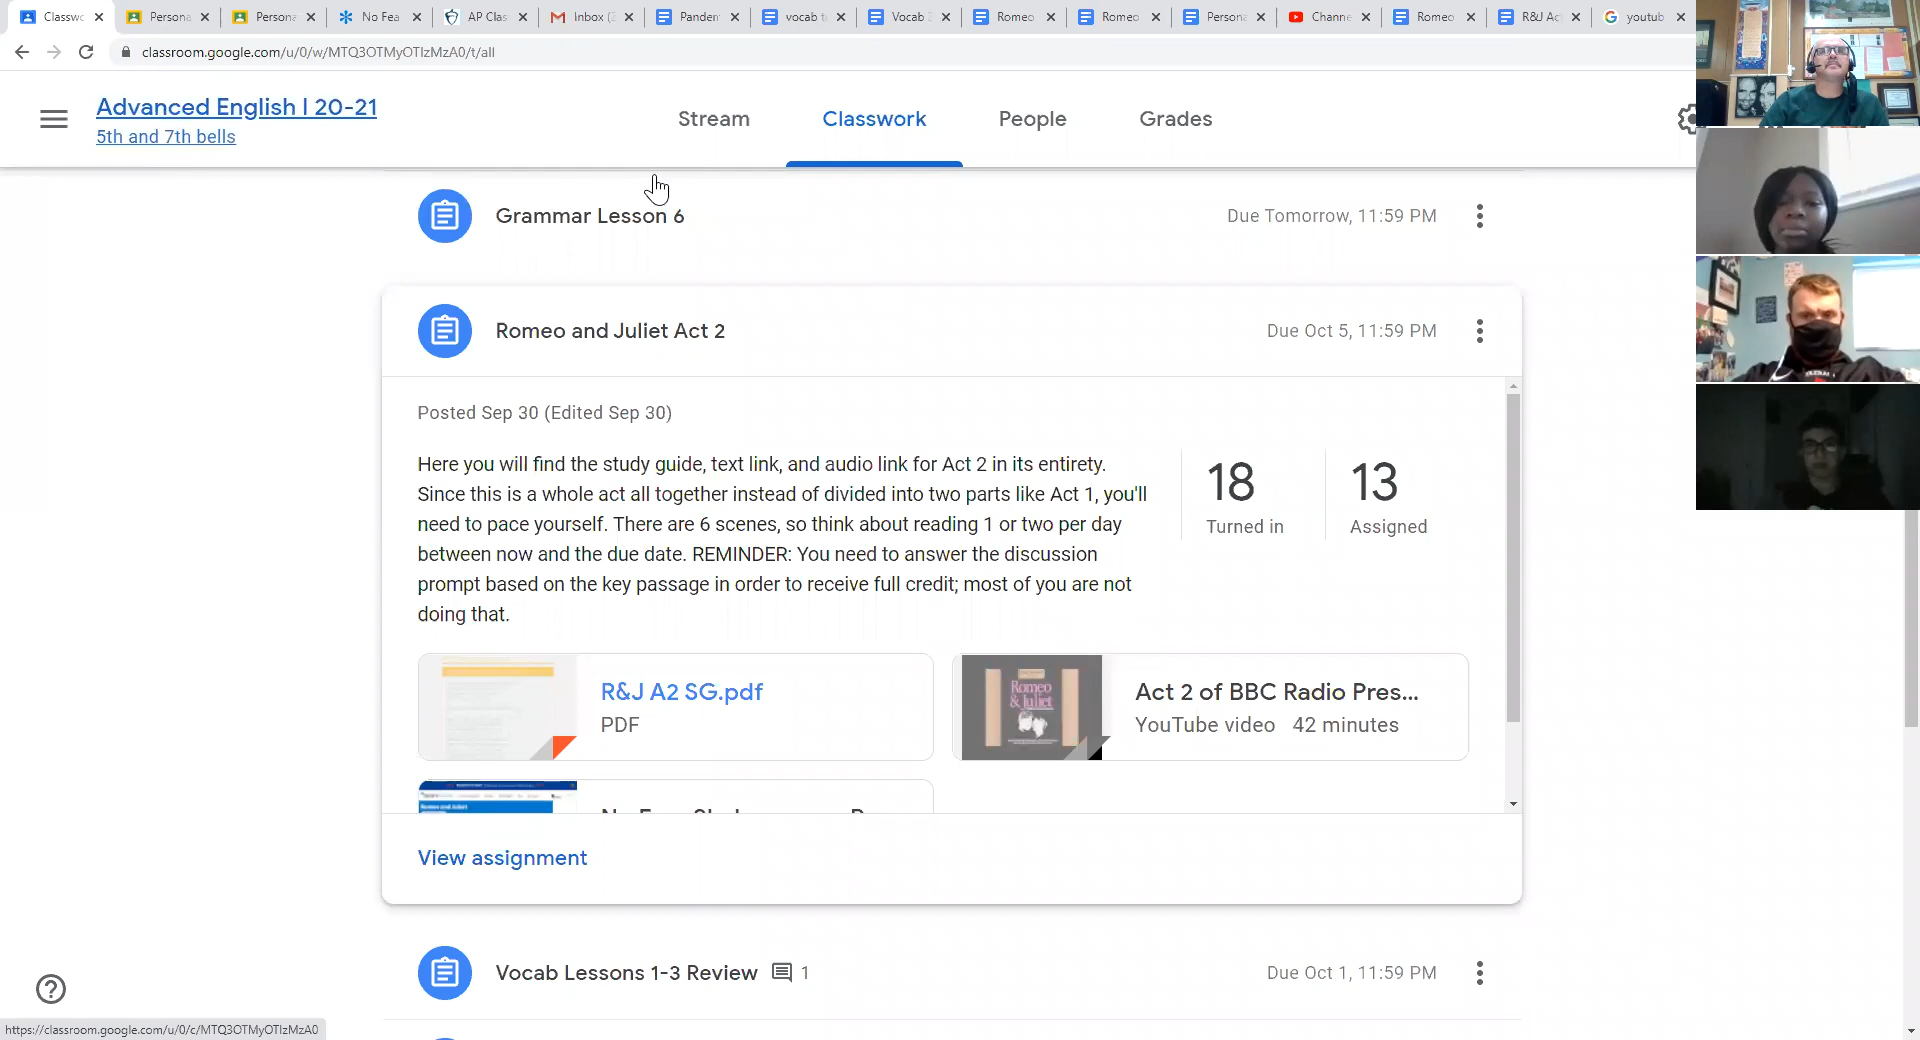 Classwc
Persona
Persona
No Fea
AP Clas
Inbox (
Pandem
vocab t
Vocab
Romeo
Romeo
Persona
Channe
Romeo
R&J Ac
youtub
classroom.google.com/u/0/w/MTQ3OTMyOTIzMzA0/t/all
Advanced English I 20-21
5th and 7th bells
Stream
Classwork
People
Grades
Grammar Lesson 6
Due Tomorrow, 11:59 PM
Romeo and Juliet Act 2
Due Oct 5, 11:59 PM
Posted Sep 30 (Edited Sep 30)
Here you will find the study guide, text link, and audio link for Act 2 in its entirety.
Since this is a whole act all together instead of divided into two parts like Act 1, you'll
need to pace yourself. There are 6 scenes, so think about reading 1 or two per day
between now and the due date. REMINDER: You need to answer the discussion
prompt based on the key passage in order to receive full credit; most of you are not
doing that.
18
Turned in
13
Assigned
R&J A2 SG.pdf
PDF
Romeo
& Juliet
Act 2 of BBC Radio Pres...
YouTube video 42 minutes
Romeo and Juliet
View assignment
Vocab Lessons 1-3 Review
1
Due Oct 1, 11:59 PM
https://classroom.google.com/u/0/c/MTQ3OTMyOTIzMzA0